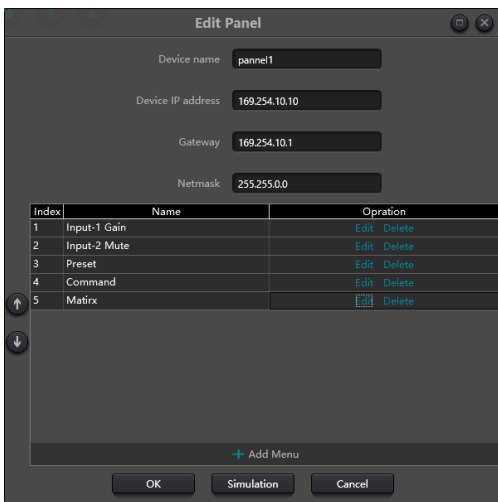 Edit Panel
Device name pannel1
Device IP address 169.254.10.10
Gateway 169.254.10.1
Netmask 255.255.0.0
Index Name Opration
1 Input-1 Gain Edit Delete
2 Input-2 Mute Edit Delete
3 Preset Edit Delete
4 Command Edit Delete
5 Matirx Edit Delete
+ Add Menu
OK Simulation Cancel